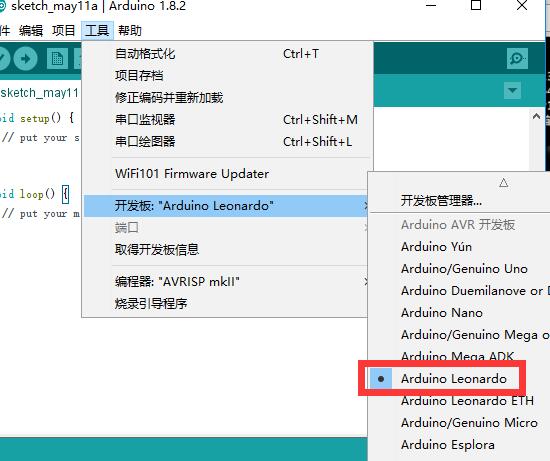 sketch_may11a | Arduino 1.8.2
件 编辑 项目 工具 帮助
自动格式化 Ctrl+T
项目存档
修正编码并重新加载
串口监视器 Ctrl+Shift+M
串口绘图器 Ctrl+Shift+L
WiFi101 Firmware Updater
开发板: "Arduino Leonardo"
端口
取得开发板信息
编程器: "AVRISP mkII"
烧录引导程序
sketch_may11
oid setup() {
// put your s
oid loop() {
// put your m
开发板管理器...
Arduino AVR 开发板
Arduino Yún
Arduino/Genuino Uno
Arduino Duemilanove or D
Arduino Nano
Arduino/Genuino Mega o
Arduino Mega ADK
Arduino Leonardo
Arduino Leonardo ETH
Arduino/Genuino Micro
Arduino Esplora